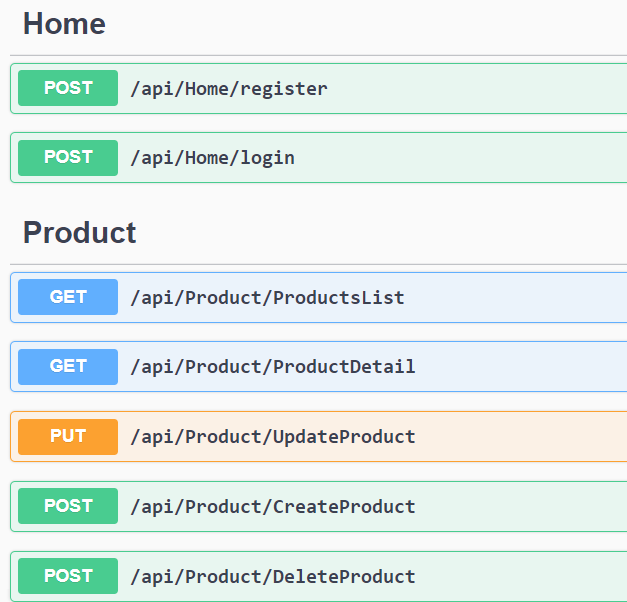 Home
POST /api/Home/register
POST /api/Home/login
Product
GET /api/Product/ProductsList
GET /api/Product/ProductDetail
PUT /api/Product/UpdateProduct
POST /api/Product/CreateProduct
POST /api/Product/DeleteProduct